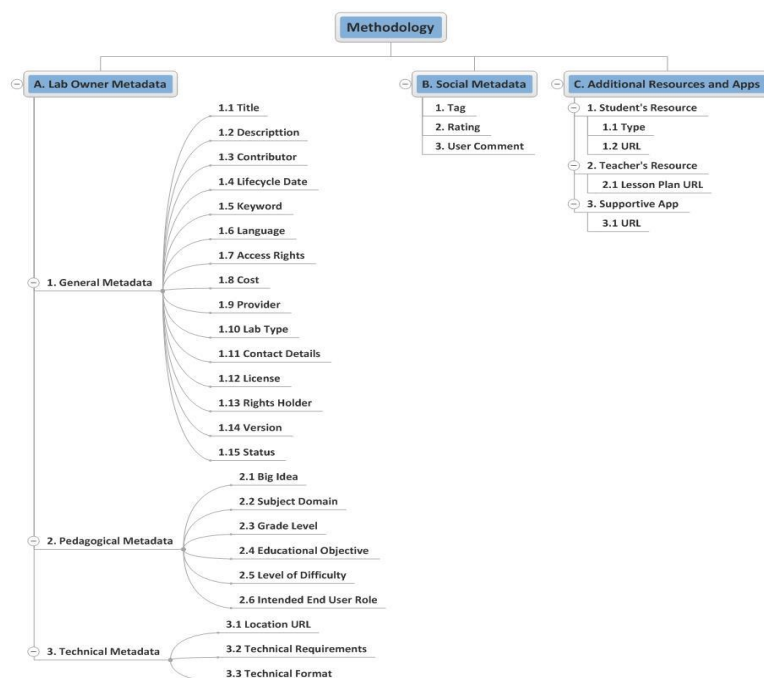 Methodology
A. Lab Owner Metadata
1. General Metadata
1.1 Title
1.2 Descripttion
1.3 Contributor
1.4 Lifecycle Date
1.5 Keyword
1.6 Language
1.7 Access Rights
1.8 Cost
1.9 Provider
1.10 Lab Type
1.11 Contact Details
1.12 License
1.13 Rights Holder
1.14 Version
1.15 Status
2. Pedagogical Metadata
2.1 Big Idea
2.2 Subject Domain
2.3 Grade Level
2.4 Educational Objective
2.5 Level of Difficulty
2.6 Intended End User Role
3. Technical Metadata
3.1 Location URL
3.2 Technical Requirements
3.3 Technical Format
B. Social Metadata
1. Tag
2. Rating
3. User Comment
C. Additional Resources and Apps
1. Student's Resource
1.1 Type
1.2 URL
2. Teacher's Resource
2.1 Lesson Plan URL
3. Supportive App
3.1 URL